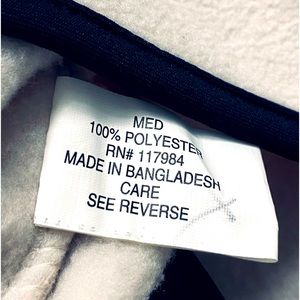 MED
100% POLYESTER
RN# 117984
MADE IN BANGLADESH
CARE
SEE REVERSE